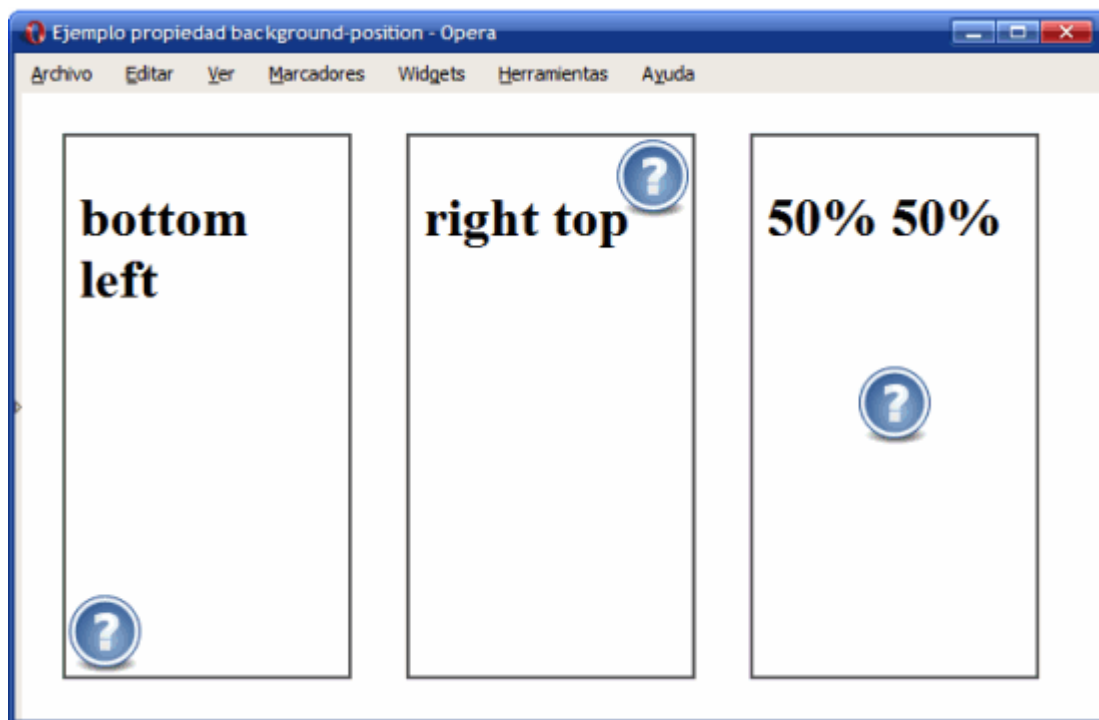 Ejemplo propiedad background-position - Opera
Archivo Editar Ver Marcadores Widgets Herramientas Ayuda
bottom
left
right top
50% 50%
?
?
?